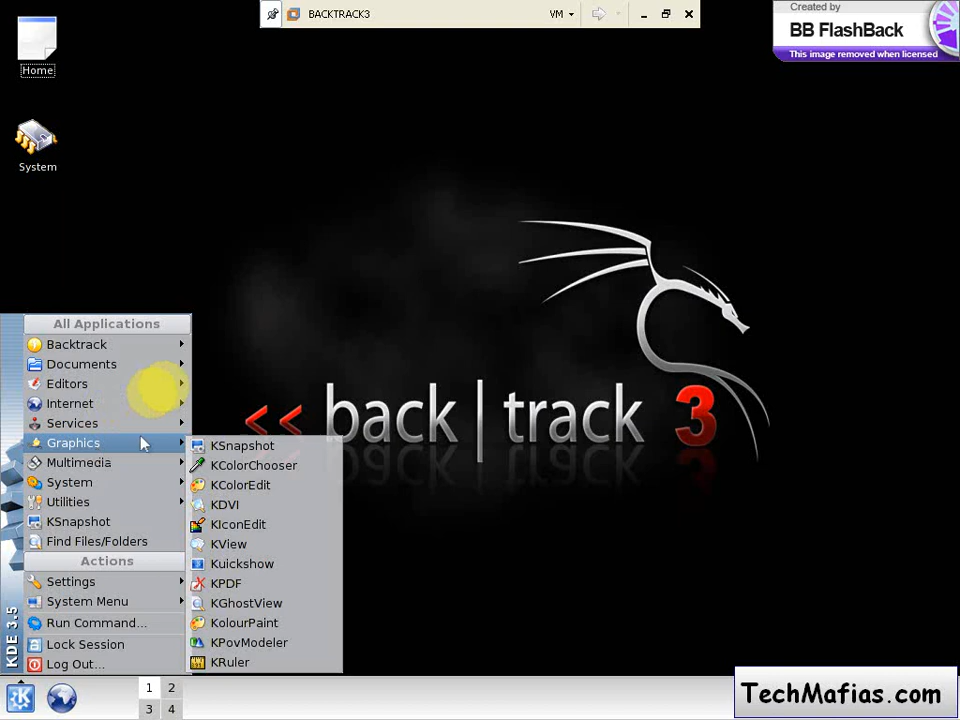 BACKTRACK3
VM
Created by
BB FlashBack
This image removed when licensed
Home
System
<< back | track 3
All Applications
Backtrack
Documents
Editors
Internet
Services
Graphics
Multimedia
System
Utilities
KSnapshot
Find Files/Folders
Actions
Settings
System Menu
Run Command...
Lock Session
Log Out...
KDE 3.5
KSnapshot
KColorChooser
KColorEdit
KDVI
KIconEdit
KView
Kuickshow
KPDF
KGhostView
KolourPaint
KPovModeler
KRuler
1 2
3 4
TechMafias.com